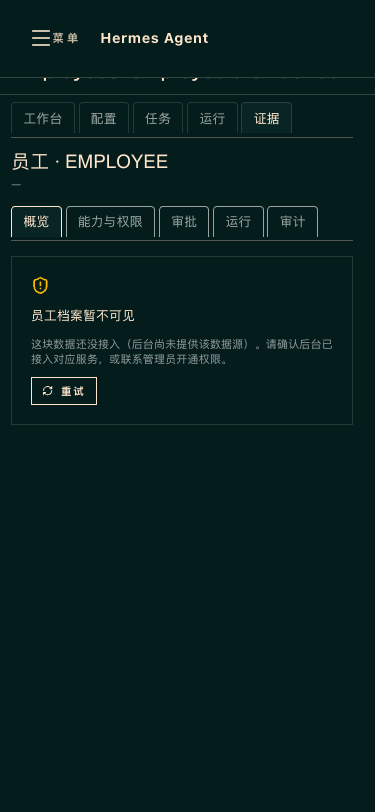 菜单
Hermes Agent
工作台
配置
任务
运行
证据
员工 · EMPLOYEE
—
概览
能力与权限
审批
运行
审计
员工档案暂不可见
这块数据还没接入（后台尚未提供该数据源）。请确认后台已
接入对应服务，或联系管理员开通权限。
重试